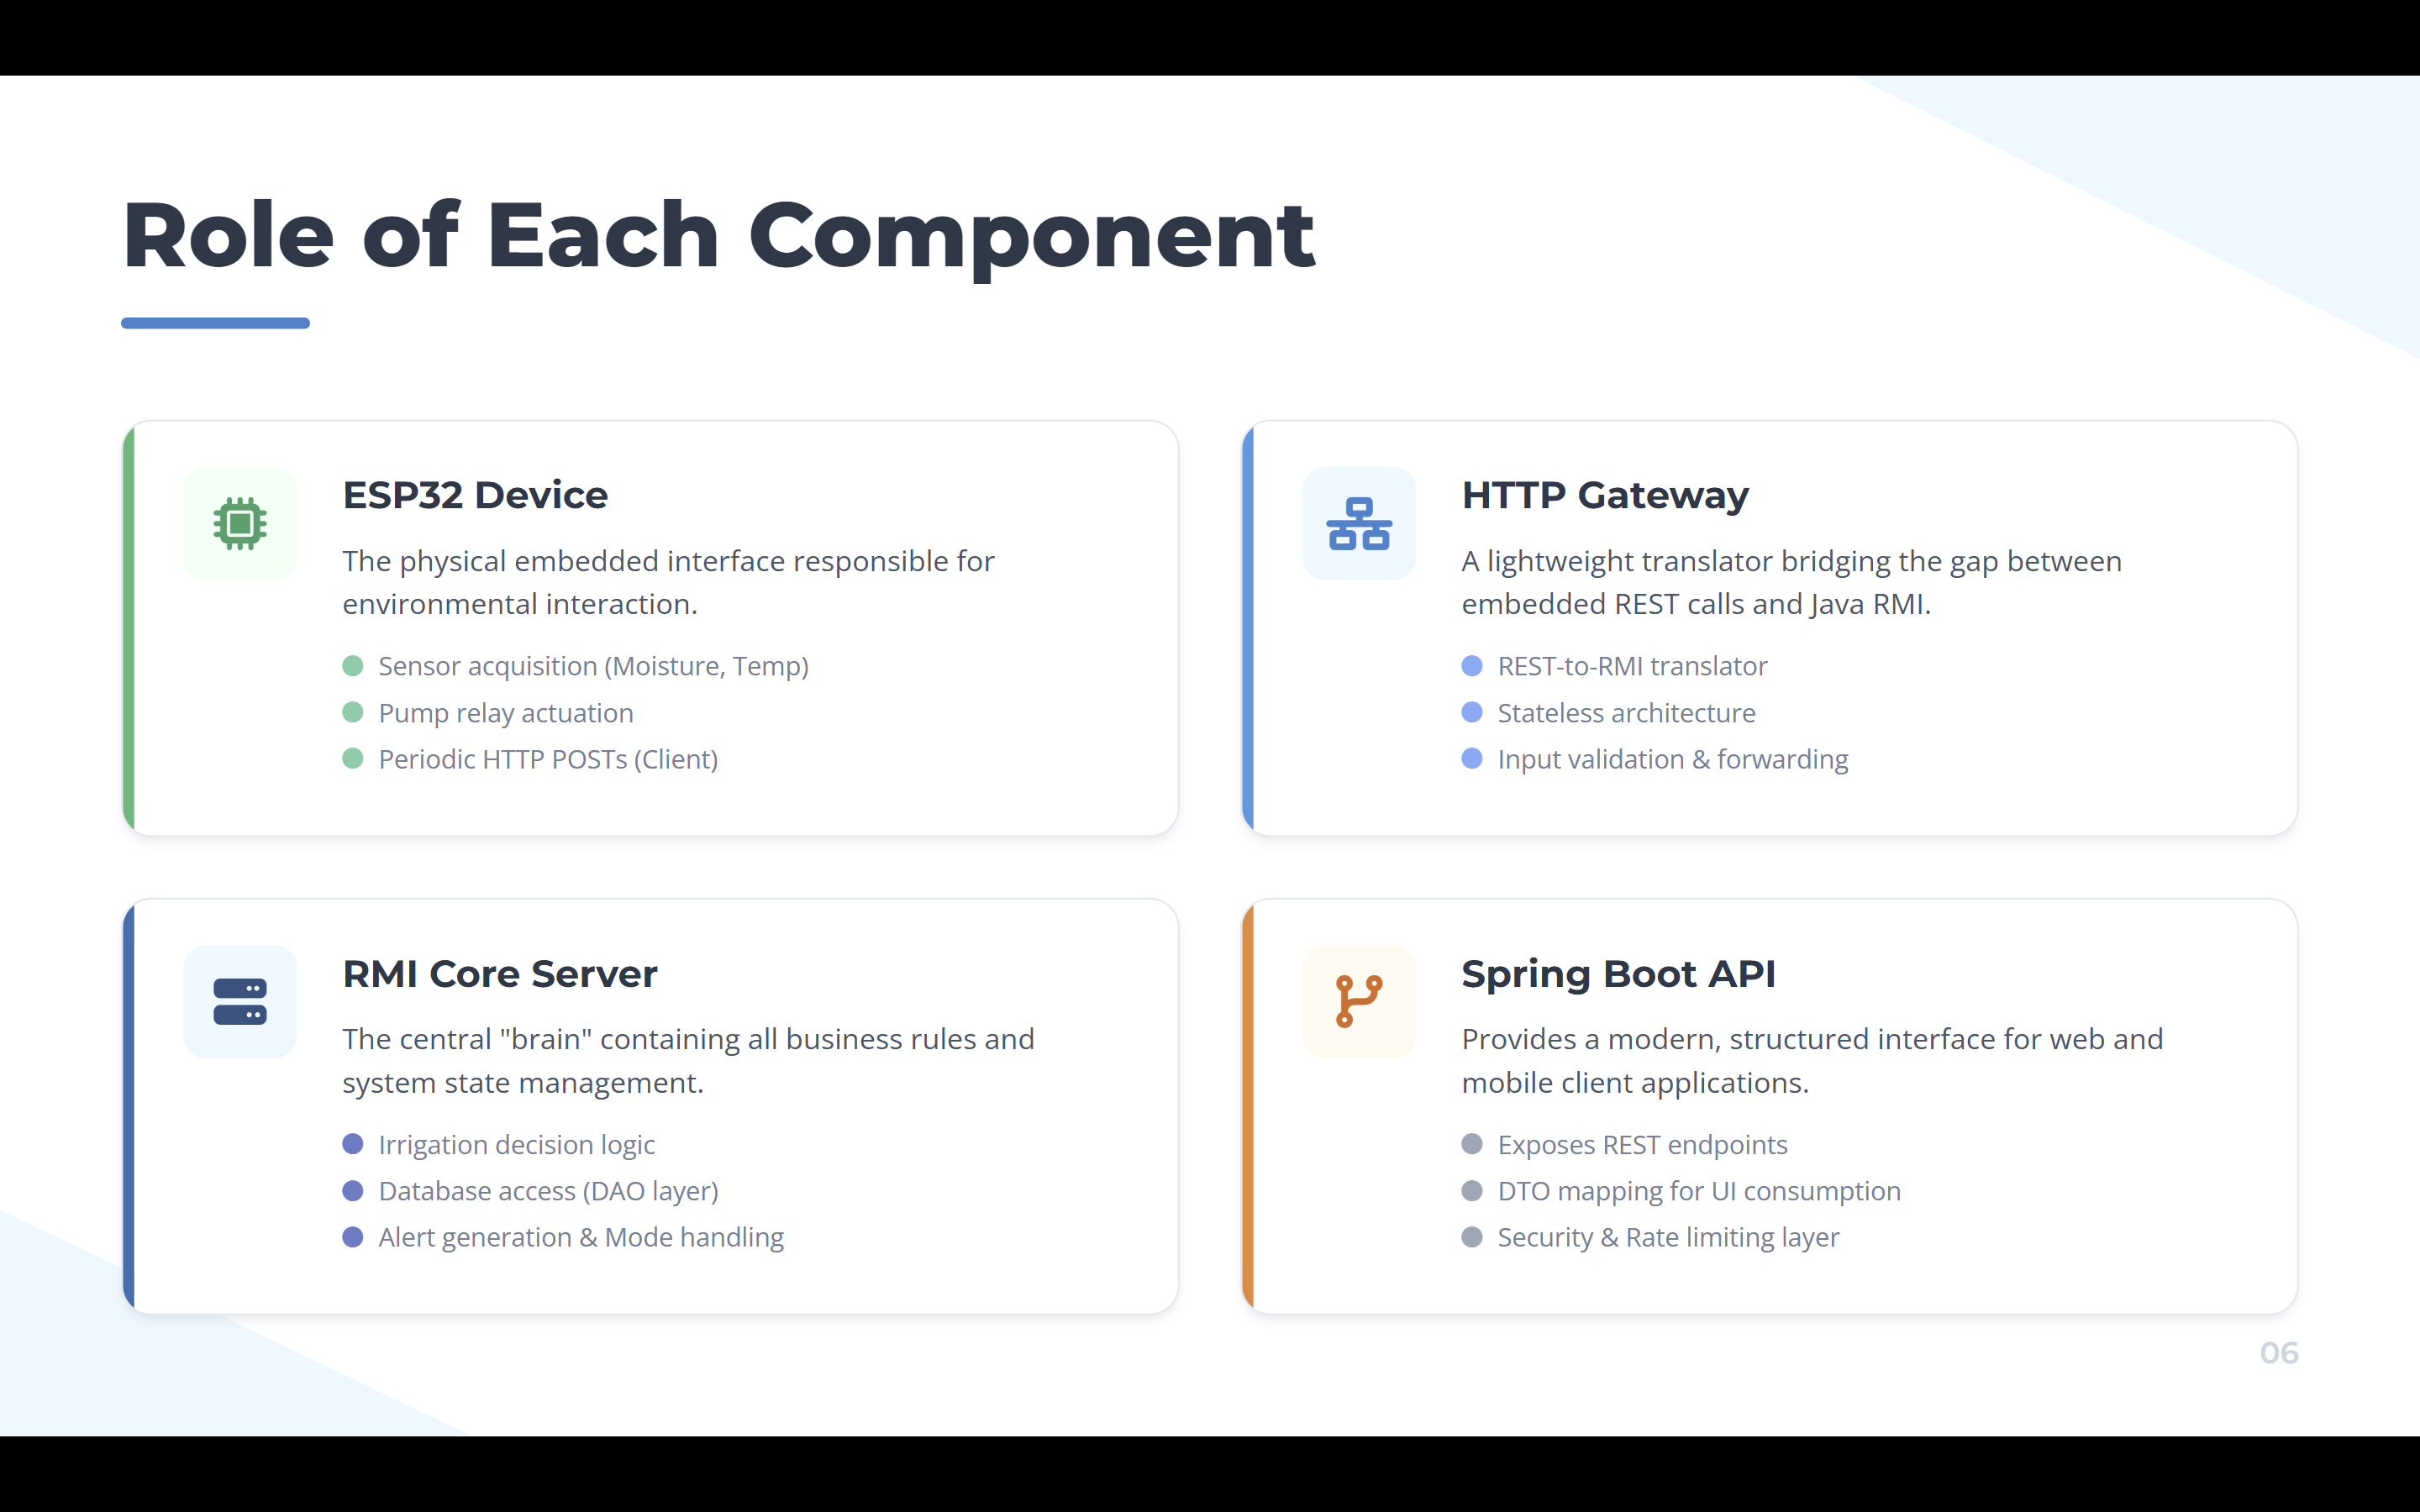 Role of Each Component
ESP32 Device
The physical embedded interface responsible for
environmental interaction.
Sensor acquisition (Moisture, Temp)
Pump relay actuation
Periodic HTTP POSTs (Client)
HTTP Gateway
A lightweight translator bridging the gap between
embedded REST calls and Java RMI.
REST-to-RMI translator
Stateless architecture
Input validation & forwarding
RMI Core Server
The central "brain" containing all business rules and
system state management.
Irrigation decision logic
Database access (DAO layer)
Alert generation & Mode handling
Spring Boot API
Provides a modern, structured interface for web and
mobile client applications.
Exposes REST endpoints
DTO mapping for UI consumption
Security & Rate limiting layer
06